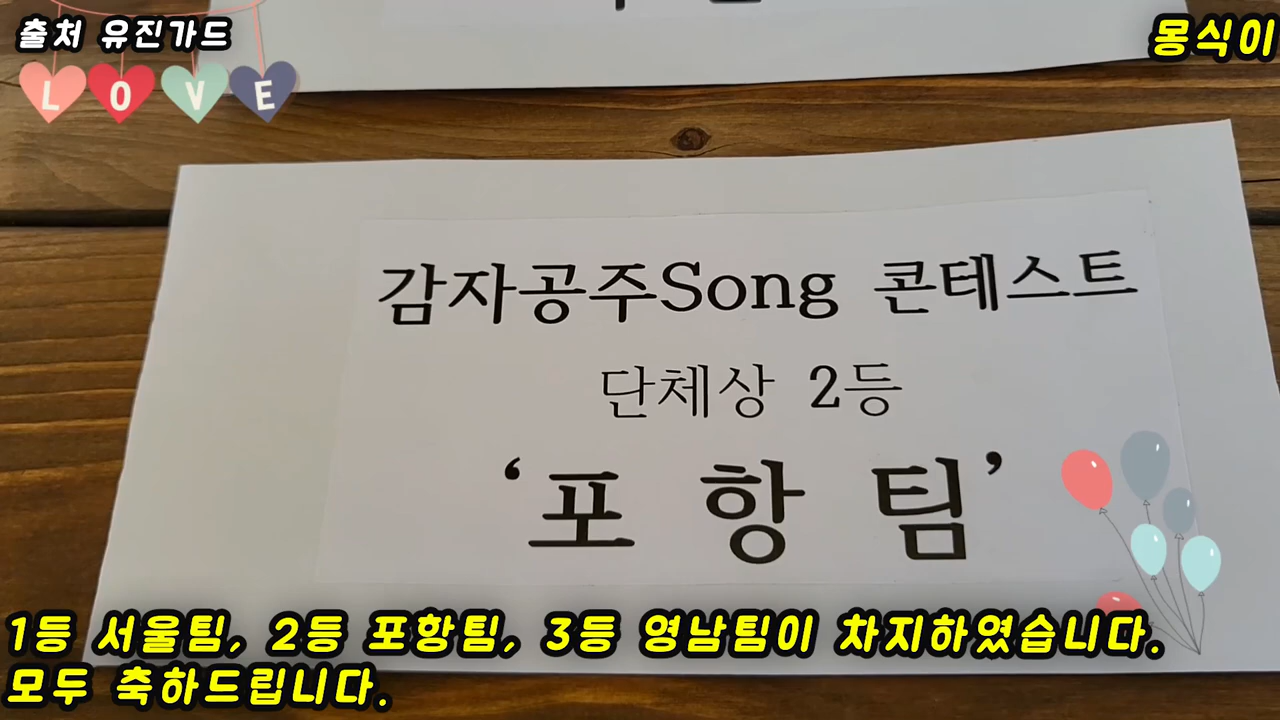 출처 유진가드
몽식이
L O V E
감자공주Song 콘테스트
단체상 2등
‘포 항 팀’
1등 서울팀, 2등 포항팀, 3등 영남팀이 차지하였습니다.
모두 축하드립니다.